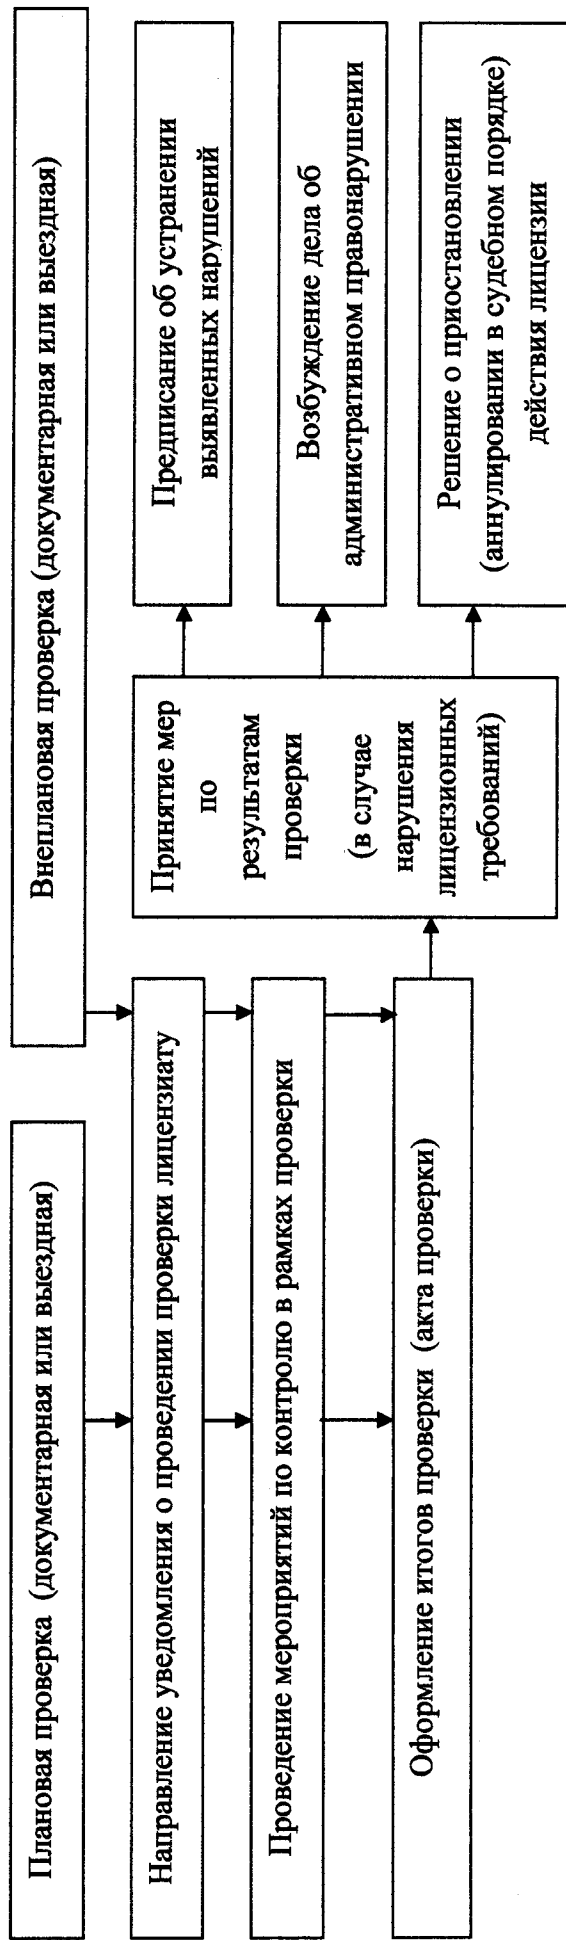 Плановая проверка (документарная или выездная)
Внеплановая проверка (документарная или выездная)
Направление уведомления о проведении проверки лицензиату
Проведение мероприятий по контролю в рамках проверки
Оформление итогов проверки (акта проверки)
Принятие мер
по
результатам
проверки
(в случае
нарушения
лицензионных
требований)
Предписание об устранении
выявленных нарушений
Возбуждение дела об
административном правонарушении
Решение о приостановлении
(аннулировании в судебном порядке)
действия лицензии